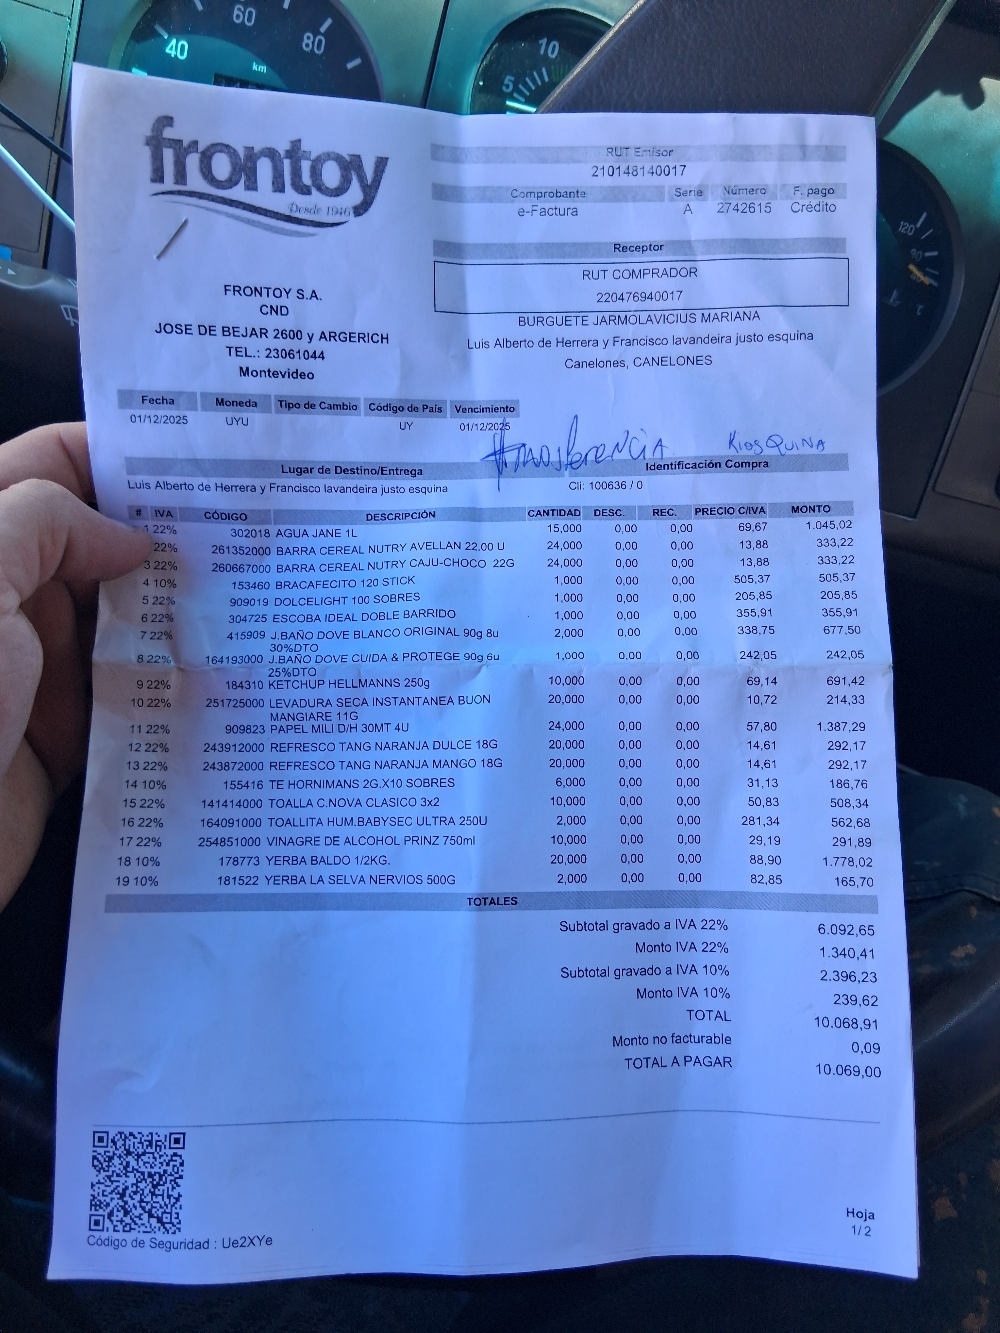 60
40
80
km
10
5
120
frontoy
Desde 1946
RUT Emisor
210148140017
Comprobante Serie Número F. pago
e-Factura A 2742615 Crédito
Receptor
RUT COMPRADOR
220476940017
BURGUETE JARMOLAVICIUS MARIANA
Luis Alberto de Herrera y Francisco lavandeira justo esquina
Canelones, CANELONES
FRONTOY S.A.
CND
JOSE DE BEJAR 2600 y ARGERICH
TEL.: 23061044
Montevideo
Fecha Moneda Tipo de Cambio Código de País Vencimiento
01/12/2025 UYU UY 01/12/2025
transferencia KiosQuina
Lugar de Destino/Entrega Identificación Compra
Luis Alberto de Herrera y Francisco lavandeira justo esquina Cli: 100636 / 0
# IVA CÓDIGO DESCRIPCIÓN CANTIDAD DESC. REC. PRECIO C/IVA MONTO
1 22% 302018 AGUA JANE 1L 15,000 0,00 0,00 69,67 1.045,02
22% 261352000 BARRA CEREAL NUTRY AVELLAN 22.00 U 24,000 0,00 0,00 13,88 333,22
3 22% 260667000 BARRA CEREAL NUTRY CAJU-CHOCO 22G 24,000 0,00 0,00 13,88 333,22
4 10% 153460 BRACAFECITO 120 STICK 1,000 0,00 0,00 505,37 505,37
5 22% 909019 DOLCELIGHT 100 SOBRES 1,000 0,00 0,00 205,85 205,85
6 22% 304725 ESCOBA IDEAL DOBLE BARRIDO 1,000 0,00 0,00 355,91 355,91
7 22% 415909 J.BAÑO DOVE BLANCO ORIGINAL 90g 8u 2,000 0,00 0,00 338,75 677,50
30%DTO
8 22% 164193000 J.BAÑO DOVE CUIDA & PROTEGE 90g 6u 1,000 0,00 0,00 242,05 242,05
25%DTO
9 22% 184310 KETCHUP HELLMANNS 250g 10,000 0,00 0,00 69,14 691,42
10 22% 251725000 LEVADURA SECA INSTANTANEA BUON 20,000 0,00 0,00 10,72 214,33
MANGIARE 11G
11 22% 909823 PAPEL MILI D/H 30MT 4U 24,000 0,00 0,00 57,80 1.387,29
12 22% 243912000 REFRESCO TANG NARANJA DULCE 18G 20,000 0,00 0,00 14,61 292,17
13 22% 243872000 REFRESCO TANG NARANJA MANGO 18G 20,000 0,00 0,00 14,61 292,17
14 10% 155416 TE HORNIMANS 2G.X10 SOBRES 6,000 0,00 0,00 31,13 186,76
15 22% 141414000 TOALLA C.NOVA CLASICO 3x2 10,000 0,00 0,00 50,83 508,34
16 22% 164091000 TOALLITA HUM.BABYSEC ULTRA 250U 2,000 0,00 0,00 281,34 562,68
17 22% 254851000 VINAGRE DE ALCOHOL PRINZ 750ml 10,000 0,00 0,00 29,19 291,89
18 10% 178773 YERBA BALDO 1/2KG. 20,000 0,00 0,00 88,90 1.778,02
19 10% 181522 YERBA LA SELVA NERVIOS 500G 2,000 0,00 0,00 82,85 165,70
TOTALES
Subtotal gravado a IVA 22% 6.092,65
Monto IVA 22% 1.340,41
Subtotal gravado a IVA 10% 2.396,23
Monto IVA 10% 239,62
TOTAL 10.068,91
Monto no facturable 0,09
TOTAL A PAGAR 10.069,00
Código de Seguridad : Ue2XYe
Hoja
1/2